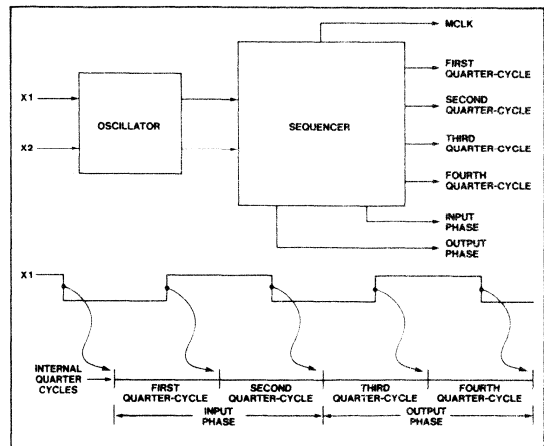 MCLK
FIRST
QUARTER-CYCLE
X1
OSCILLATOR
SEQUENCER
SECOND
QUARTER-CYCLE
X2
THIRD
QUARTER-CYCLE
FOURTH
QUARTER-CYCLE
INPUT
PHASE
OUTPUT
PHASE
X1
INTERNAL
QUARTER
CYCLES
FIRST
QUARTER-CYCLE
SECOND
QUARTER-CYCLE
THIRD
QUARTER-CYCLE
FOURTH
QUARTER-CYCLE
INPUT
PHASE
OUTPUT
PHASE